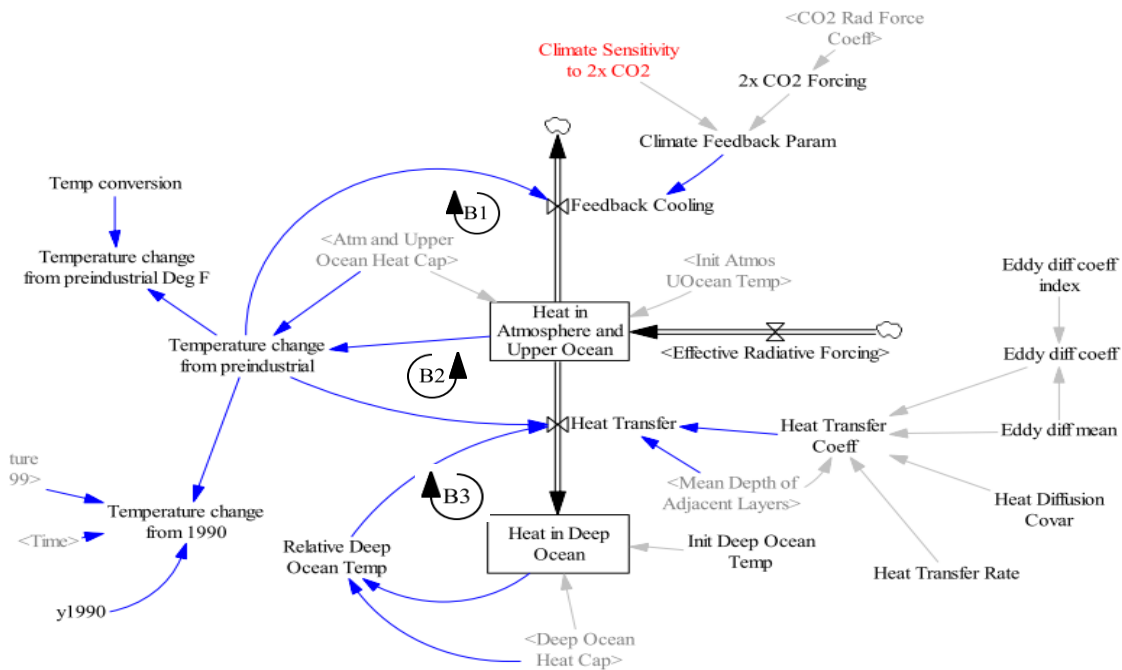 <CO2 Rad Force
Coeff>
Climate Sensitivity
to 2x CO2
2x CO2 Forcing
Climate Feedback Param
Temp conversion
B1
Feedback Cooling
Temperature change
from preindustrial Deg F
<Atm and Upper
Ocean Heat Cap>
<Init Atmos
UOcean Temp>
Eddy diff coeff
index
Heat in
Atmosphere and
Upper Ocean
Temperature change
from preindustrial
<Effective Radiative Forcing>
Eddy diff coeff
B2
Heat Transfer
Heat Transfer
Coeff
Eddy diff mean
ture
99>
B3
<Mean Depth of
Adjacent Layers>
Heat Diffusion
Covar
Temperature change
from 1990
<Time>
Relative Deep
Ocean Temp
Heat in Deep
Ocean
Init Deep Ocean
Temp
Heat Transfer Rate
y1990
<Deep Ocean
Heat Cap>